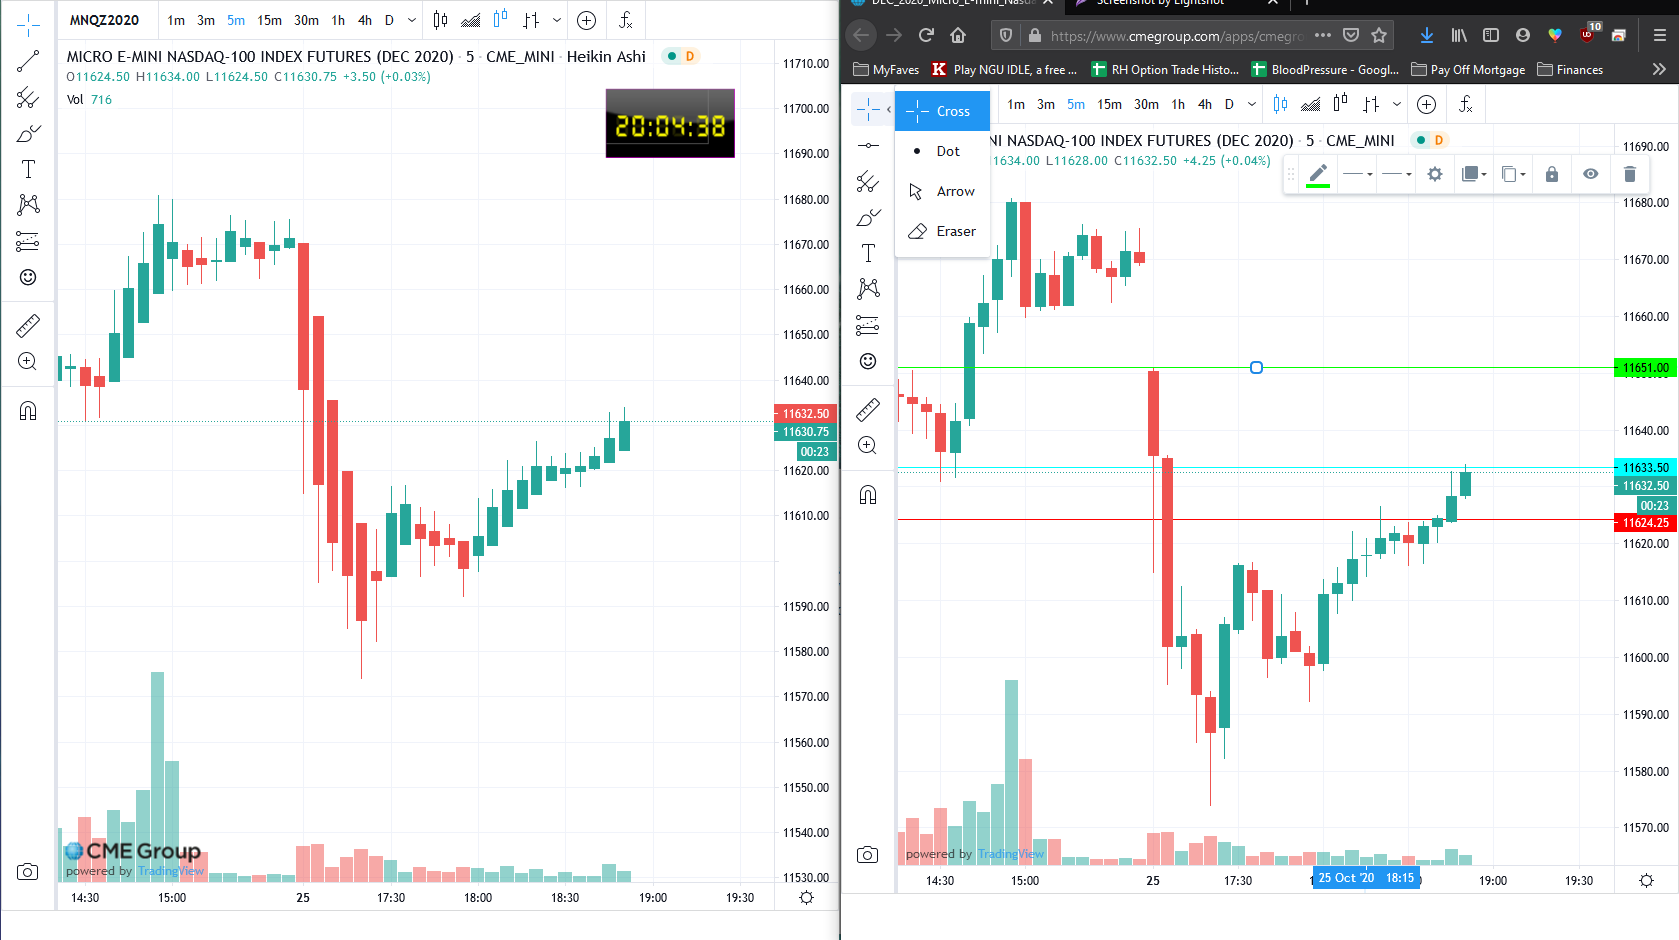 MNQZ2020 1m 3m 5m 15m 30m 1h 4h D
MICRO E-MINI NASDAQ-100 INDEX FUTURES (DEC 2020) · 5 · CME_MINI · Heikin Ashi D
O11624.50 H11634.00 L11624.50 C11630.75 +3.50 (+0.03%)
Vol 716
20:04:38
11710.00
11700.00
11690.00
11680.00
11670.00
11660.00
11650.00
11640.00
11632.50
11630.75
00:23
11620.00
11610.00
11590.00
11580.00
11570.00
11560.00
11550.00
11540.00
11530.00
CME Group
powered by TradingView
14:30 15:00 25 17:30 18:00 18:30 19:00 19:30
DEC_2020_Micro_E-mini_Nasda
Screenshot by Lightshot
https://www.cmegroup.com/apps/cmegro
10
MyFaves
Play NGU IDLE, a free ...
RH Option Trade Histo...
BloodPressure - Googl...
Pay Off Mortgage
Finances
1m 3m 5m 15m 30m 1h 4h D
Cross
Dot
Arrow
Eraser
NI NASDAQ-100 INDEX FUTURES (DEC 2020) · 5 · CME_MINI D
11634.00 L11628.00 C11632.50 +4.25 (+0.04%)
11690.00
11680.00
11670.00
11660.00
11651.00
11640.00
11633.50
11632.50
00:23
11624.25
11620.00
11610.00
11600.00
11590.00
11580.00
11570.00
powered by TradingView
14:30 15:00 25 17:30 25 Oct '20 18:15 19:00 19:30